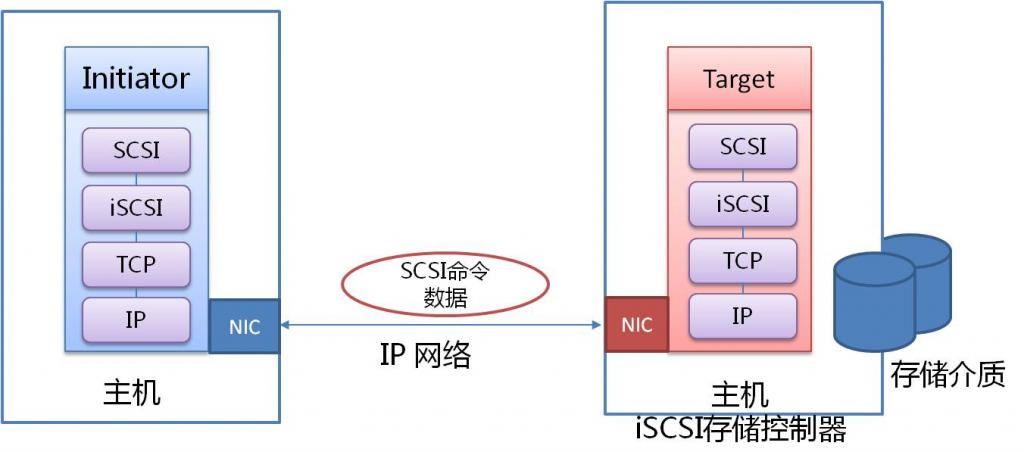 Initiator
SCSI
iSCSI
TCP
IP
NIC
主机
SCSI命令
数据
IP 网络
Target
SCSI
iSCSI
TCP
IP
NIC
主机
iSCSI存储控制器
存储介质